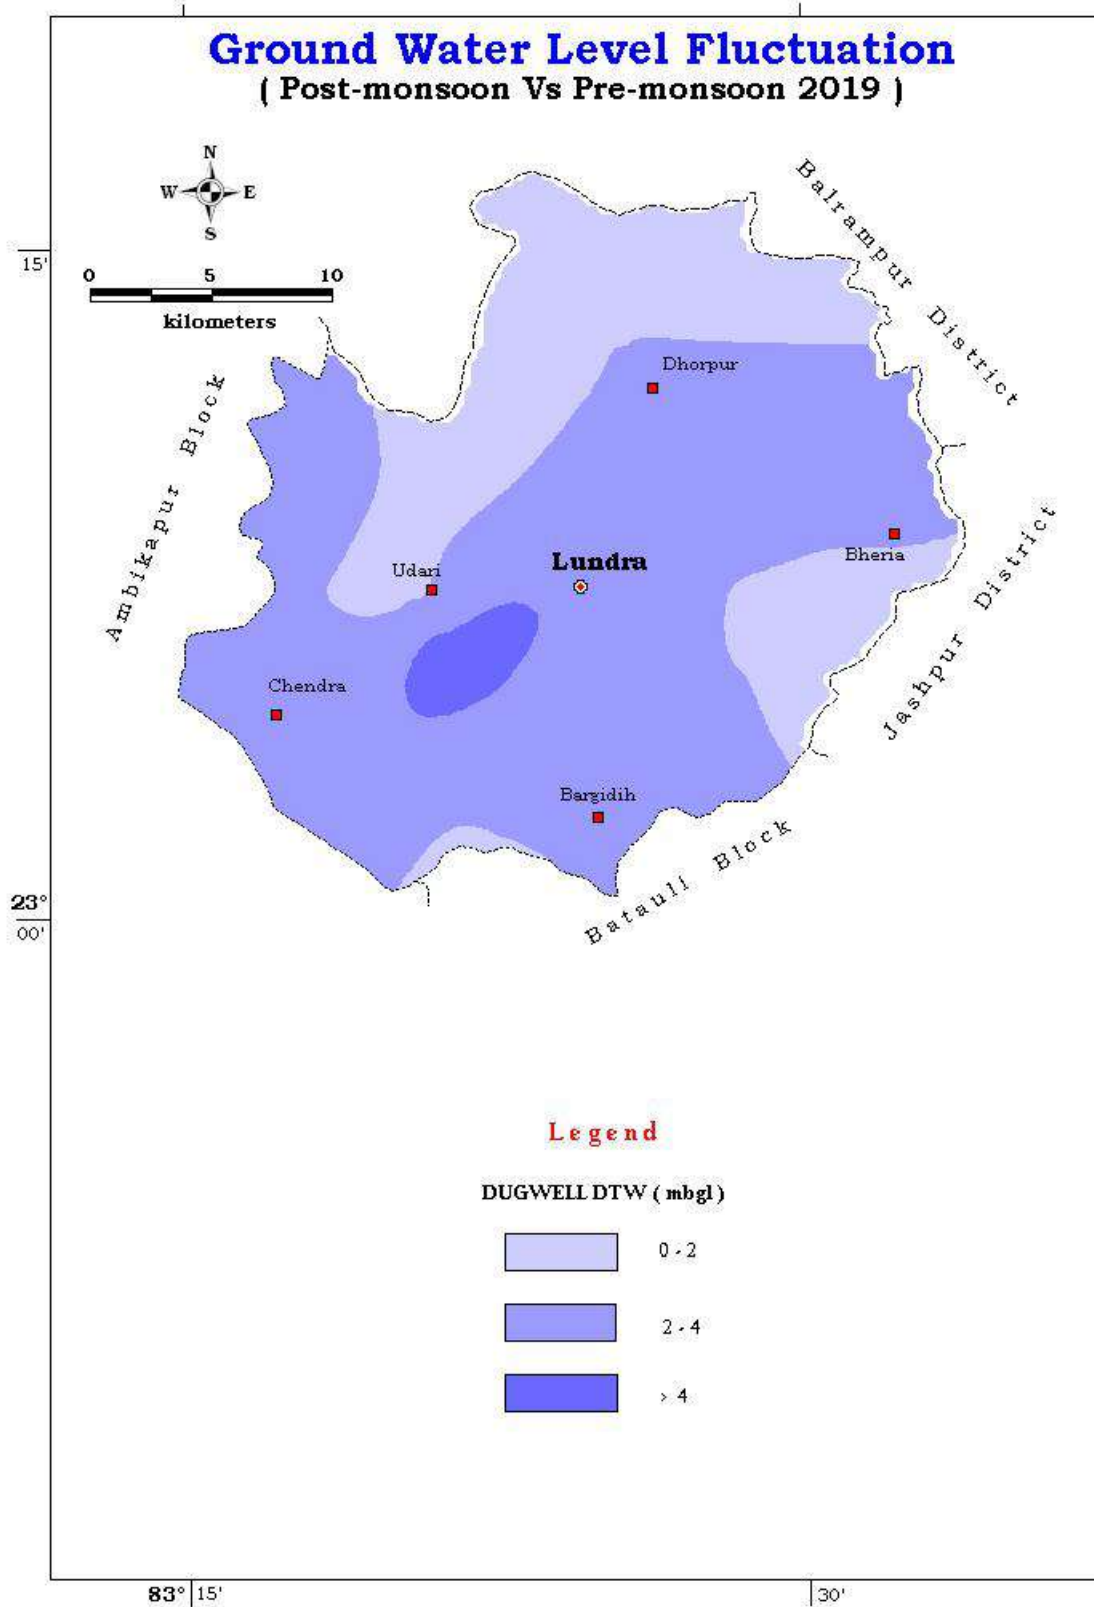 Ground Water Level Fluctuation
( Post-monsoon Vs Pre-monsoon 2019 )
N
W E
S
15'
0 5 10
kilometers
Balrampur District
Ambikapur Block
Dhorpur
Jashpur District
Bheria
Lundra
Udari
Chendra
Bargidih
Batauli Block
23°
00'
Legend
DUGWELL DTW ( mbgl )
0 - 2
2 - 4
> 4
83° 15' 30'